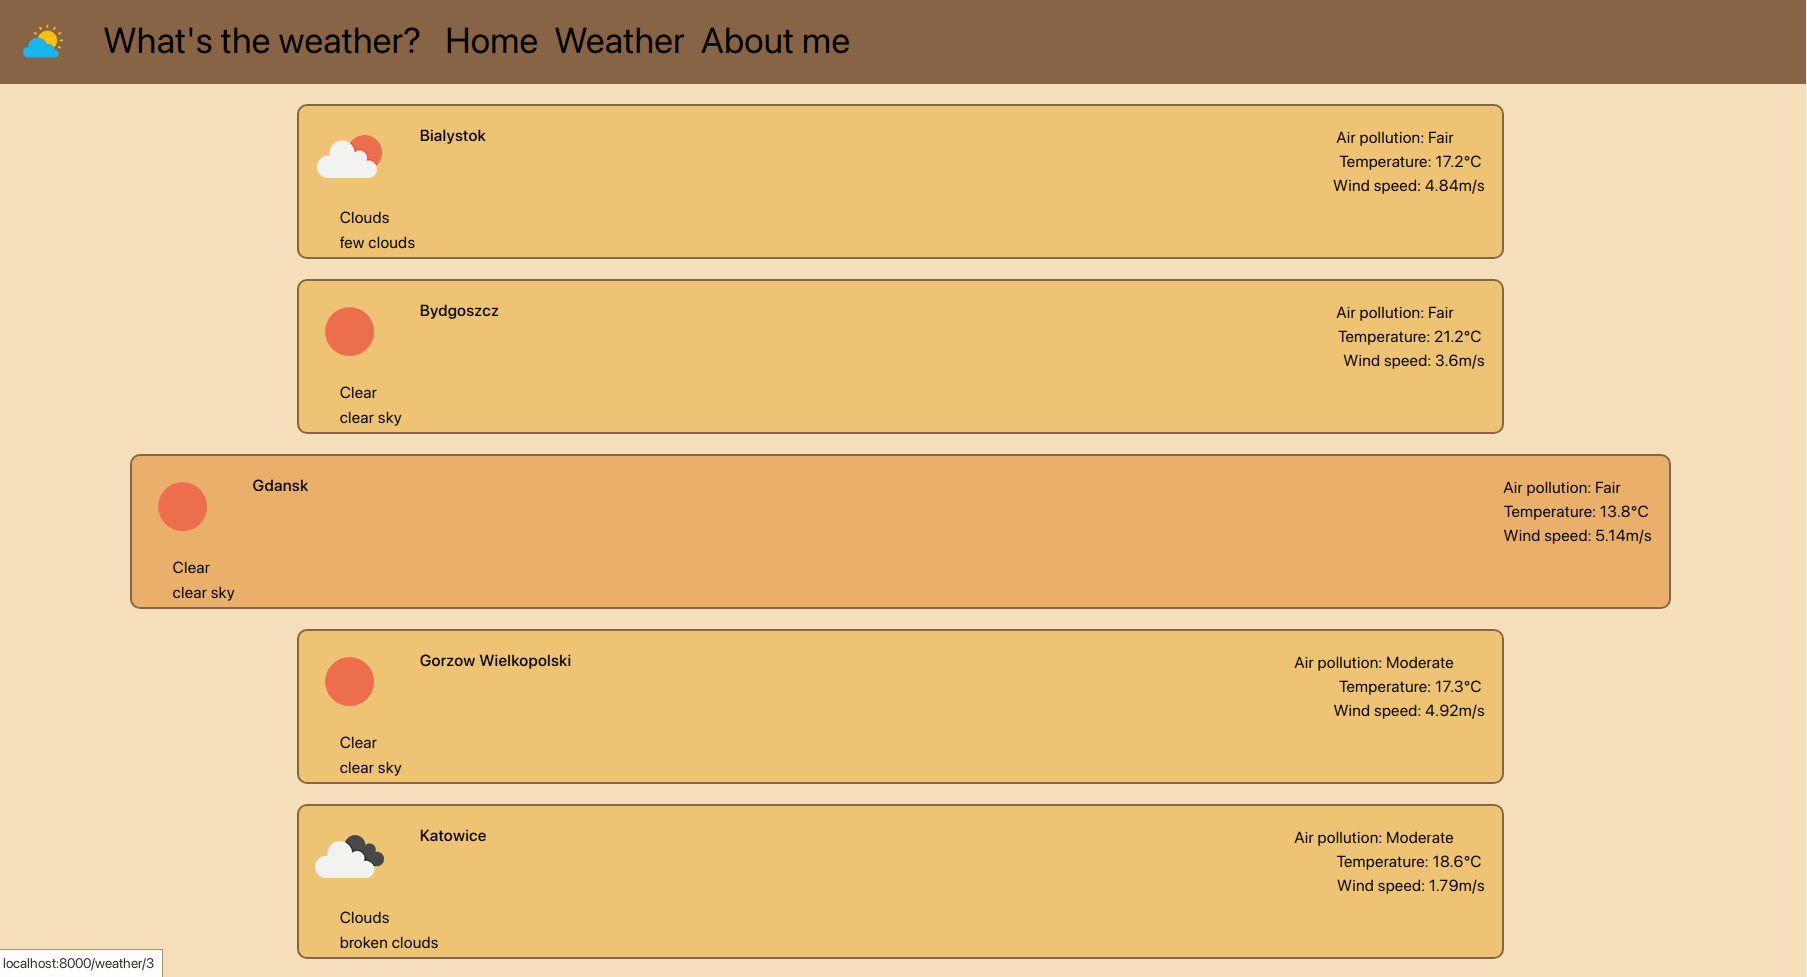 What's the weather? Home Weather About me
Bialystok
Air pollution: Fair
Temperature: 17.2°C
Wind speed: 4.84m/s
Clouds
few clouds
Bydgoszcz
Air pollution: Fair
Temperature: 21.2°C
Wind speed: 3.6m/s
Clear
clear sky
Gdansk
Air pollution: Fair
Temperature: 13.8°C
Wind speed: 5.14m/s
Clear
clear sky
Gorzow Wielkopolski
Air pollution: Moderate
Temperature: 17.3°C
Wind speed: 4.92m/s
Clear
clear sky
Katowice
Air pollution: Moderate
Temperature: 18.6°C
Wind speed: 1.79m/s
Clouds
broken clouds
localhost:8000/weather/3